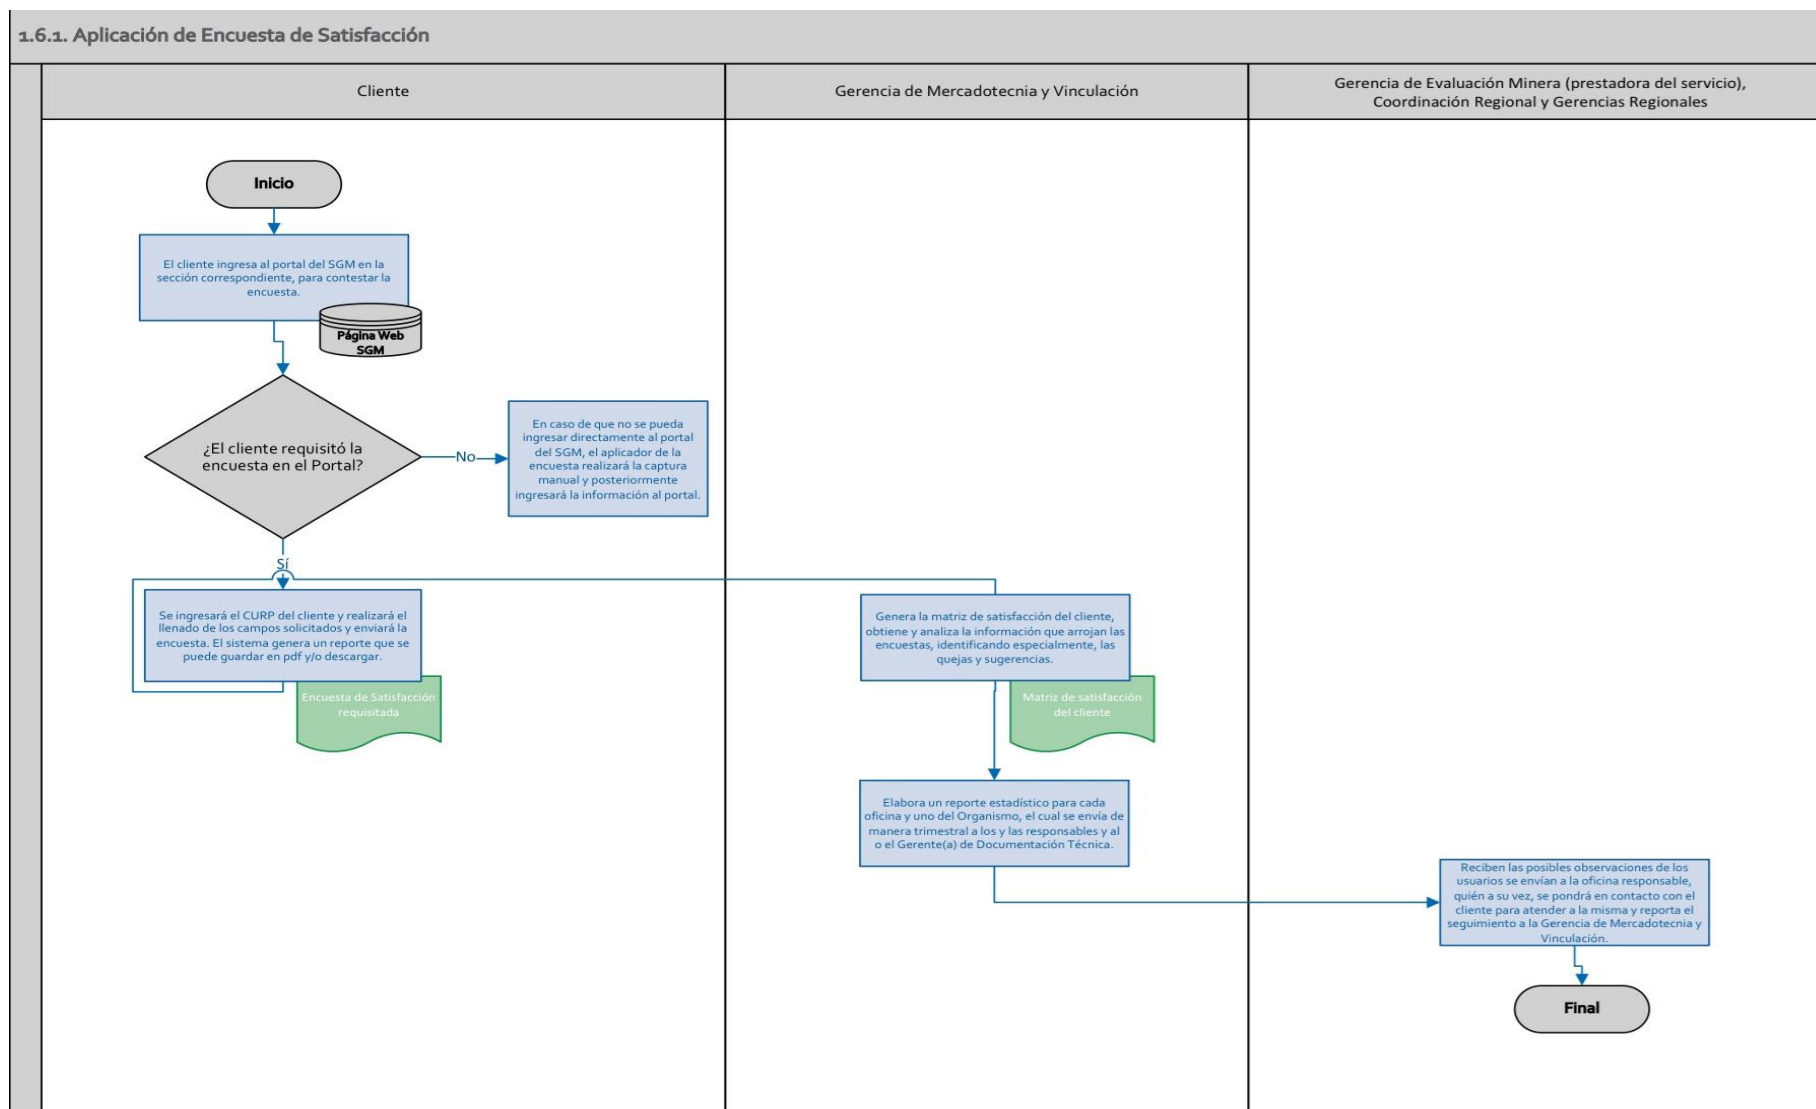 1.6.1. Aplicación de Encuesta de Satisfacción
Cliente
Gerencia de Mercadotecnia y Vinculación
Gerencia de Evaluación Minera (prestadora del servicio),
Coordinación Regional y Gerencias Regionales
Inicio
El cliente ingresa al portal del SGM en la
sección correspondiente, para contestar la
encuesta.
Página Web
SGM
¿El cliente requisitó la
encuesta en el Portal?
No
En caso de que no se pueda
ingresar directamente al portal
del SGM, el aplicador de la
encuesta realizará la captura
manual y posteriormente
ingresará la información al portal.
Sí
Se ingresará el CURP del cliente y realizará el
llenado de los campos solicitados y enviará la
encuesta. El sistema genera un reporte que se
puede guardar en pdf y/o descargar.
Encuesta de Satisfacción
requisitada
Genera la matriz de satisfacción del cliente,
obtiene y analiza la información que arrojan las
encuestas, identificando especialmente, las
quejas y sugerencias.
Matriz de satisfacción
del cliente
Elabora un reporte estadístico para cada
oficina y uno del Organismo, el cual se envía de
manera trimestral a los y las responsables y al
o el Gerente(a) de Documentación Técnica.
Reciben las posibles observaciones de los
usuarios se envían a la oficina responsable,
quién a su vez, se pondrá en contacto con el
cliente para atender a la misma y reporta el
seguimiento a la Gerencia de Mercadotecnia y
Vinculación.
Final